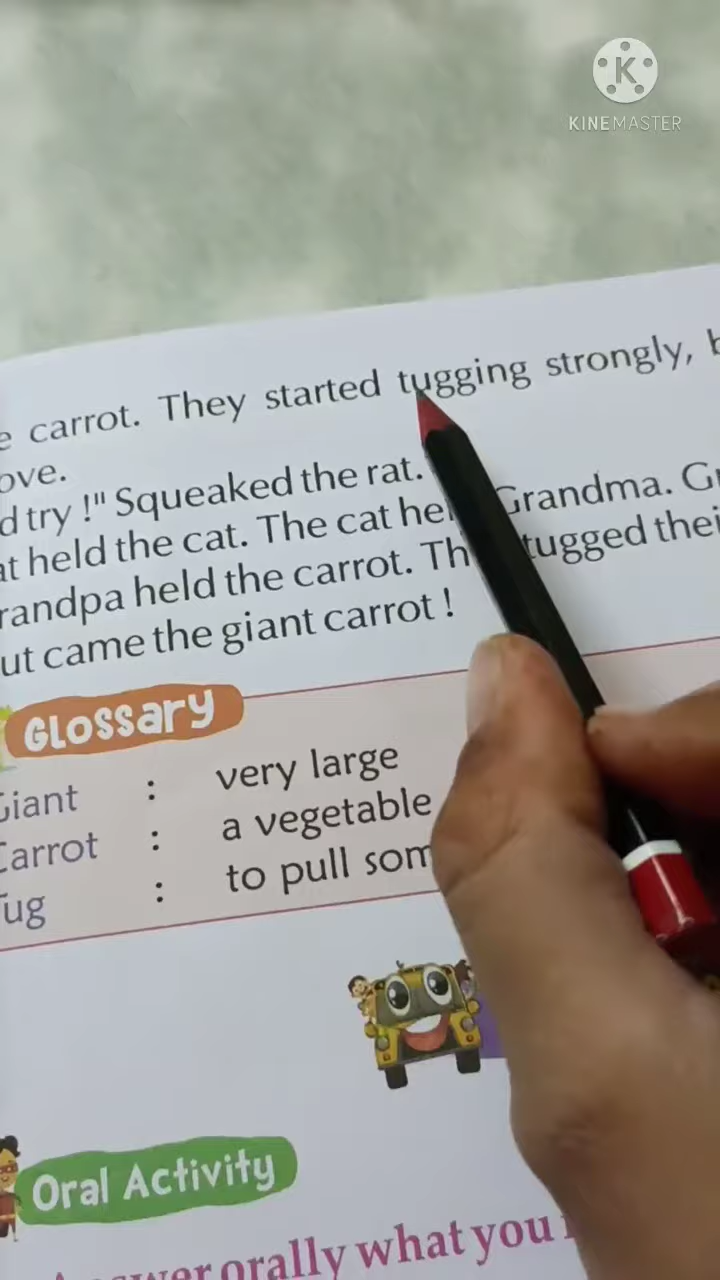 K
KINEMASTER
carrot. They started tugging strongly,
ove.
d try !" Squeaked the rat.
at held the cat. The cat hel Grandma. Gr
randpa held the carrot. Th tugged thei
ut came the giant carrot !
Glossary
Giant : very large
Carrot : a vegetable
Tug : to pull som
Oral Activity
Answer orally what you